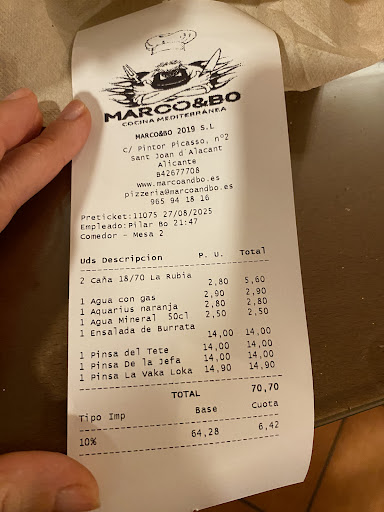 MARCO&BO
COCINA MEDITERRANEA
MARCO&BO 2019 S.L
C/ Pintor Picasso, nº2
Sant Joan d'Alacant
Alicante
B42677708
www.marcoandbo.es
pizzeria@marcoandbo.es
965 94 18 16
Preticket:11075 27/08/2025
Empleado:Pilar Bo 21:47
Comedor - Mesa 2
Uds Descripcion P. U. Total
2 Caña 18/70 La Rubia 2,80 5,60
1 Agua con gas 2,90 2,90
1 Aquarius naranja 2,80 2,80
1 Agua Mineral 50cl 2,50 2,50
1 Ensalada de Burrata 14,00 14,00
1 Pinsa del Tete 14,00 14,00
1 Pinsa De la Jefa 14,00 14,00
1 Pinsa La Vaka Loka 14,90 14,90
TOTAL 70,70
Tipo Imp Base Cuota
10% 64,28 6,42